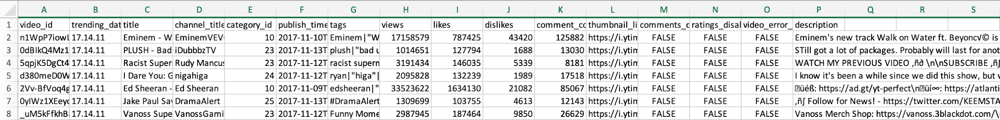 A B C D E F G H I J K L M N O P Q R S
1 video_id trending_dat title channel_title category_id publish_time tags views likes dislikes comment_co thumbnail_li comments_d ratings_disal video_error_ description
2 n1WpP7iowL 17.14.11 Eminem - W EminemVEV 10 2017-11-10T Eminem|"W 17158579 787425 43420 125882 https://i.ytim FALSE FALSE FALSE Eminem's new track Walk on Water ft. Beyonc√© is
3 0dBIkQ4Mz1 17.14.11 PLUSH - Bad iDubbbzTV 23 2017-11-13T plush|"bad u 1014651 127794 1688 13030 https://i.ytim FALSE FALSE FALSE STill got a lot of packages. Probably will last for anot
4 5qpjK5DgCt4 17.14.11 Racist Super Rudy Mancus 23 2017-11-12T racist supern 3191434 146035 5339 8181 https://i.ytim FALSE FALSE FALSE WATCH MY PREVIOUS VIDEO ‚ñ∂ \n\nSUBSCRIBE ‚ñ
5 d380meD0W 17.14.11 I Dare You: G nigahiga 24 2017-11-12T ryan|"higa"| 2095828 132239 1989 17518 https://i.ytim FALSE FALSE FALSE I know it's been a while since we did this show, but
6 2Vv-BfVoq4g 17.14.11 Ed Sheeran - Ed Sheeran 10 2017-11-09T edsheeran|" 33523622 1634130 21082 85067 https://i.ytim FALSE FALSE FALSE üéß: https://ad.gt/yt-perfect\nüí∞: https://atlanti
7 0yIWz1XEeyc 17.14.11 Jake Paul Say DramaAlert 25 2017-11-13T #DramaAlert 1309699 103755 4613 12143 https://i.ytim FALSE FALSE FALSE ‚ñ∫ Follow for News! - https://twitter.com/KEEMSTA
8 _uM5kFfkhB 17.14.11 Vanoss Supe VanossGami 23 2017-11-12T Funny Mome 2987945 187464 9850 26629 https://i.ytim FALSE FALSE FALSE Vanoss Merch Shop: https://vanoss.3blackdot.com/\